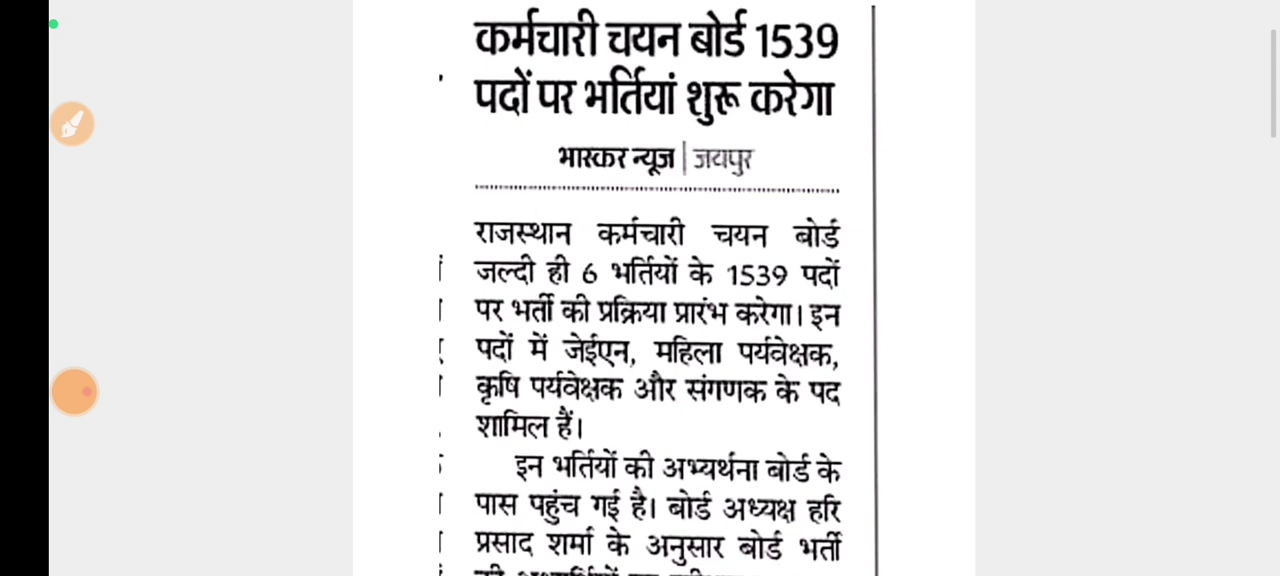 कर्मचारी चयन बोर्ड 1539
पदों पर भर्तियां शुरू करेगा
भास्कर न्यूज | जयपुर
राजस्थान कर्मचारी चयन बोर्ड
जल्दी ही 6 भर्तियों के 1539 पदों
पर भर्ती की प्रक्रिया प्रारंभ करेगा। इन
पदों में जेईएन, महिला पर्यवेक्षक,
कृषि पर्यवेक्षक और संगणक के पद
शामिल हैं।
इन भर्तियों की अभ्यर्थना बोर्ड के
पास पहुंच गई है। बोर्ड अध्यक्ष हरि
प्रसाद शर्मा के अनुसार बोर्ड भर्ती